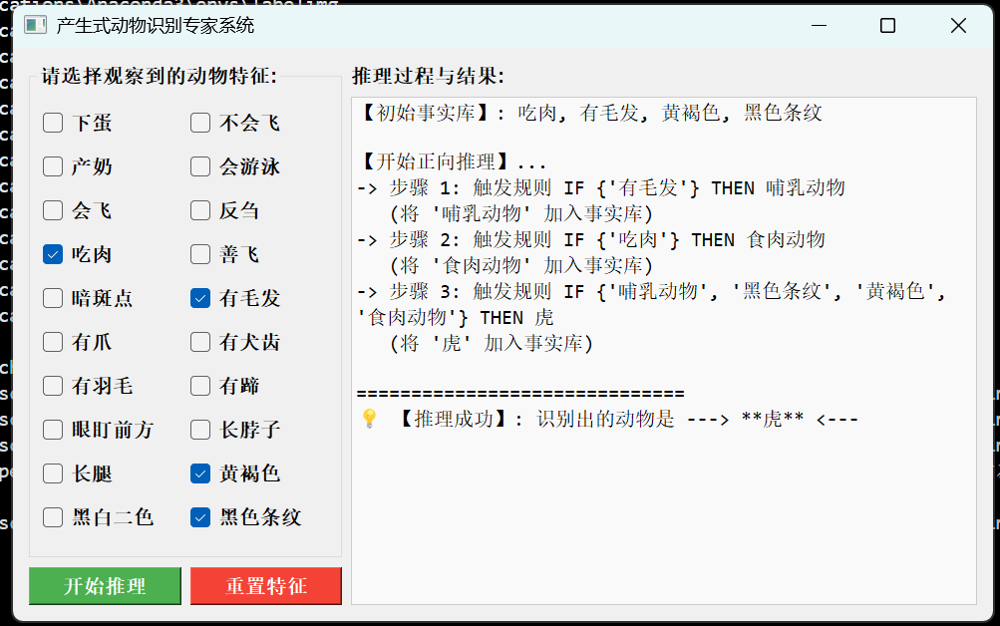 产生式动物识别专家系统
请选择观察到的动物特征:
下蛋
不会飞
产奶
会游泳
会飞
反刍
吃肉
善飞
暗斑点
有毛发
有爪
有犬齿
有羽毛
有蹄
眼盯前方
长脖子
长腿
黄褐色
黑白二色
黑色条纹
开始推理
重置特征
推理过程与结果:
【初始事实库】: 吃肉, 有毛发, 黄褐色, 黑色条纹
【开始正向推理】...
-> 步骤 1: 触发规则 IF {'有毛发'} THEN 哺乳动物
(将 '哺乳动物' 加入事实库)
-> 步骤 2: 触发规则 IF {'吃肉'} THEN 食肉动物
(将 '食肉动物' 加入事实库)
-> 步骤 3: 触发规则 IF {'哺乳动物', '黑色条纹', '黄褐色',
'食肉动物'} THEN 虎
(将 '虎' 加入事实库)
==============================
💡 【推理成功】: 识别出的动物是 ---> **虎** <---